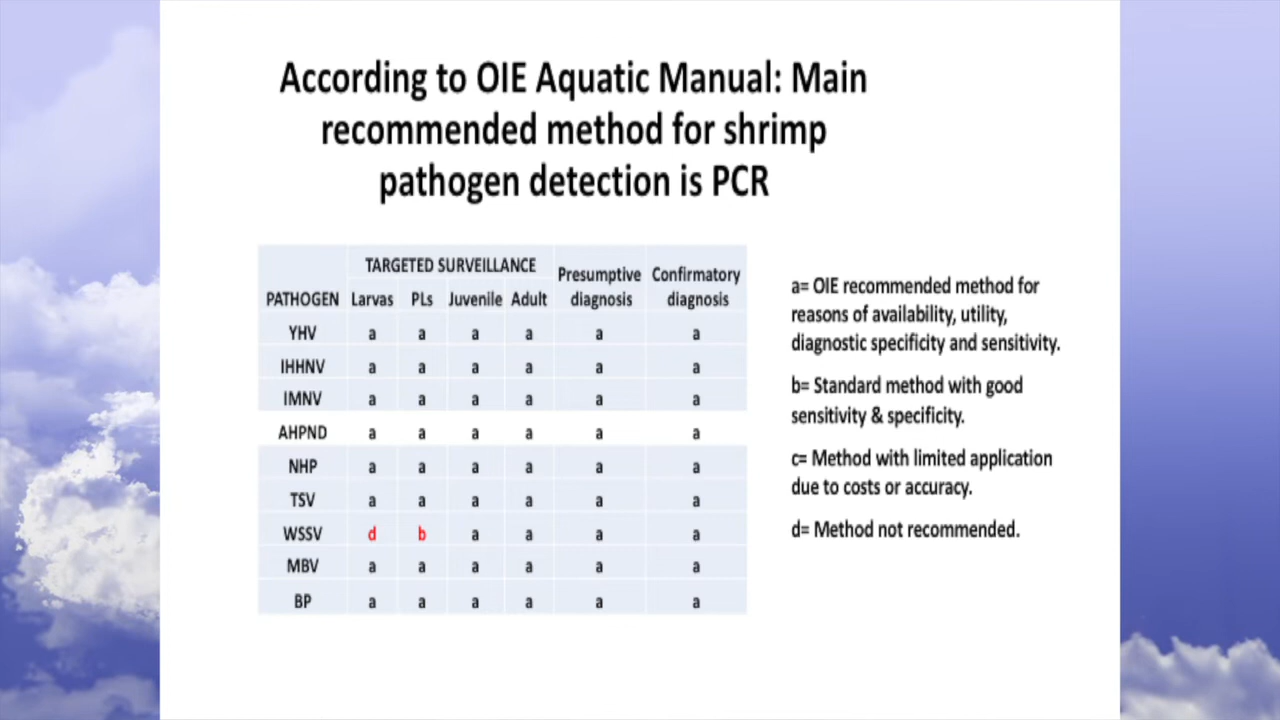 According to OIE Aquatic Manual: Main
recommended method for shrimp
pathogen detection is PCR
TARGETED SURVEILLANCE
PATHOGEN Larvas PLs Juvenile Adult Presumptive diagnosis Confirmatory diagnosis
YHV a a a a a a
IHHNV a a a a a a
IMNV a a a a a a
AHPND a a a a a a
NHP a a a a a a
TSV a a a a a a
WSSV d b a a a a
MBV a a a a a a
BP a a a a a a
a= OIE recommended method for
reasons of availability, utility,
diagnostic specificity and sensitivity.
b= Standard method with good
sensitivity & specificity.
c= Method with limited application
due to costs or accuracy.
d= Method not recommended.